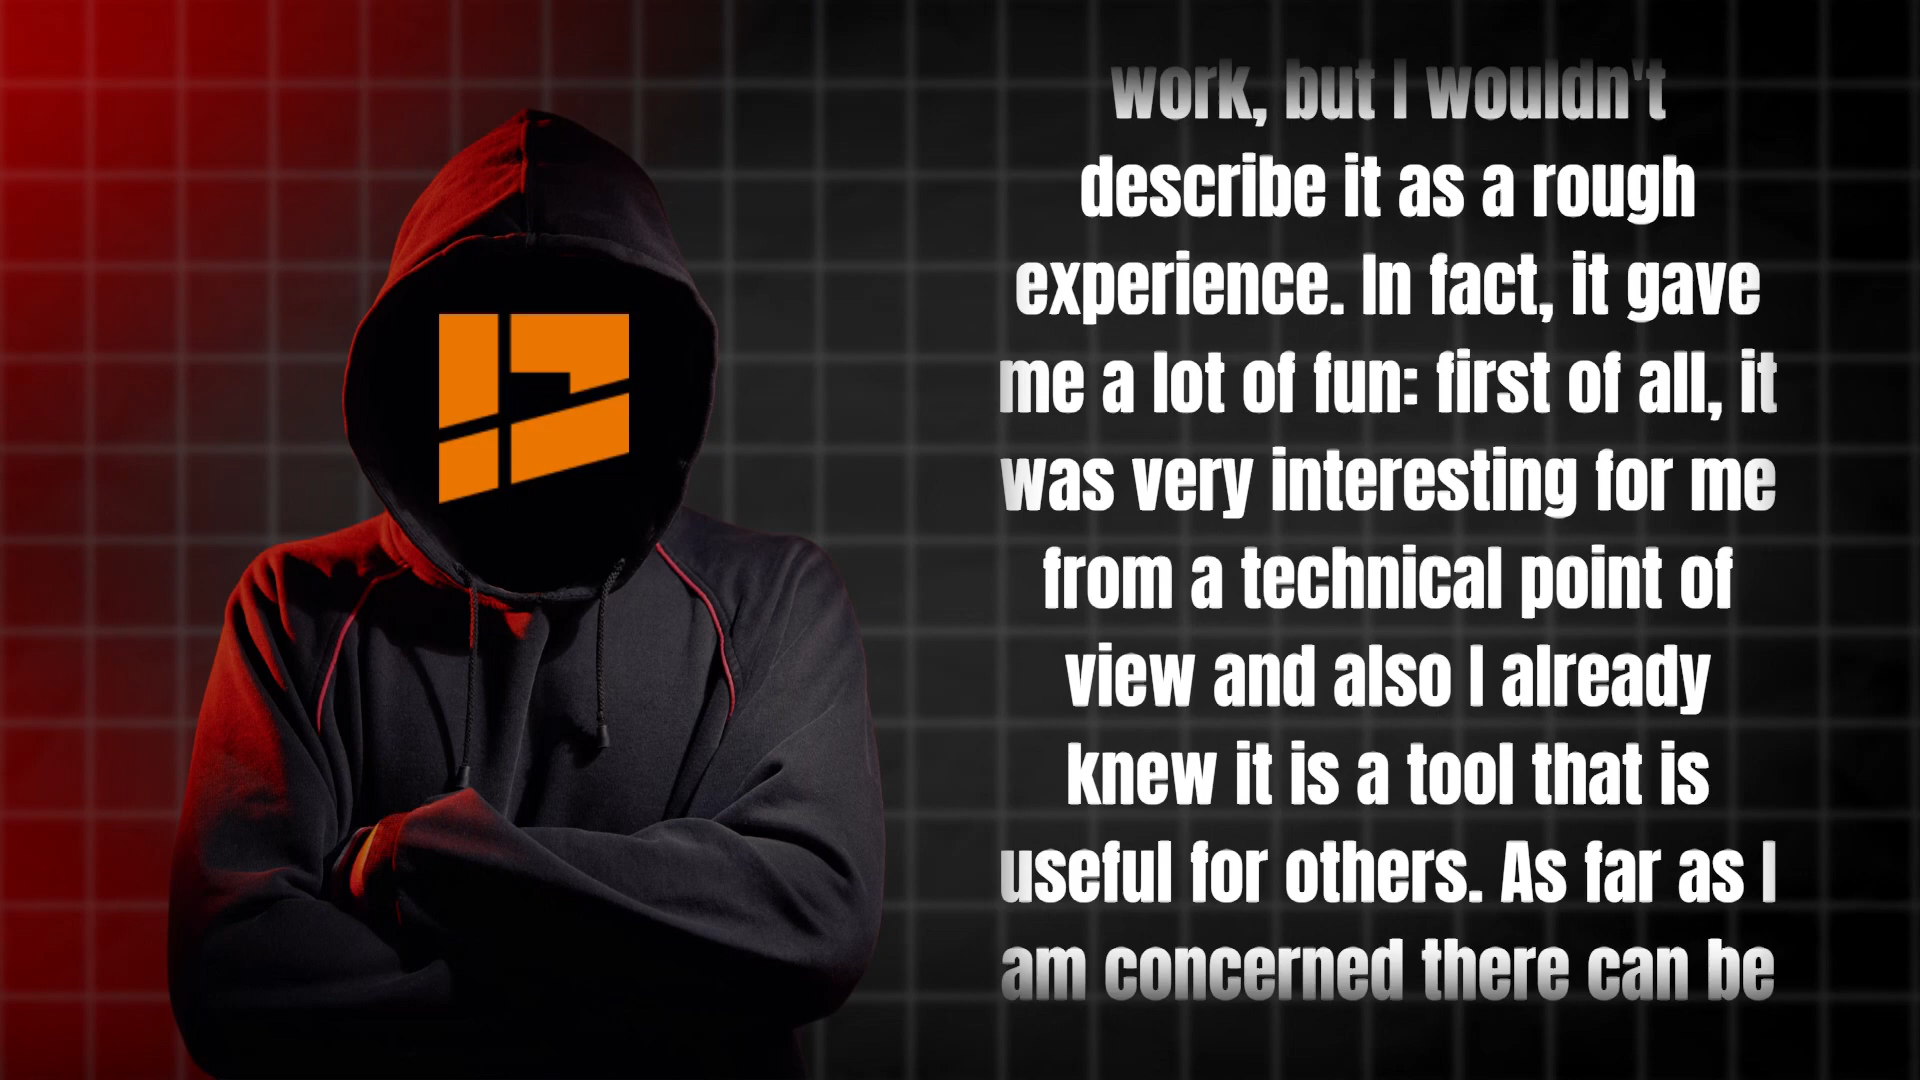 work, but I wouldn't
describe it as a rough
experience. In fact, it gave
me a lot of fun: first of all, it
was very interesting for me
from a technical point of
view and also I already
knew it is a tool that is
useful for others. As far as I
am concerned there can be